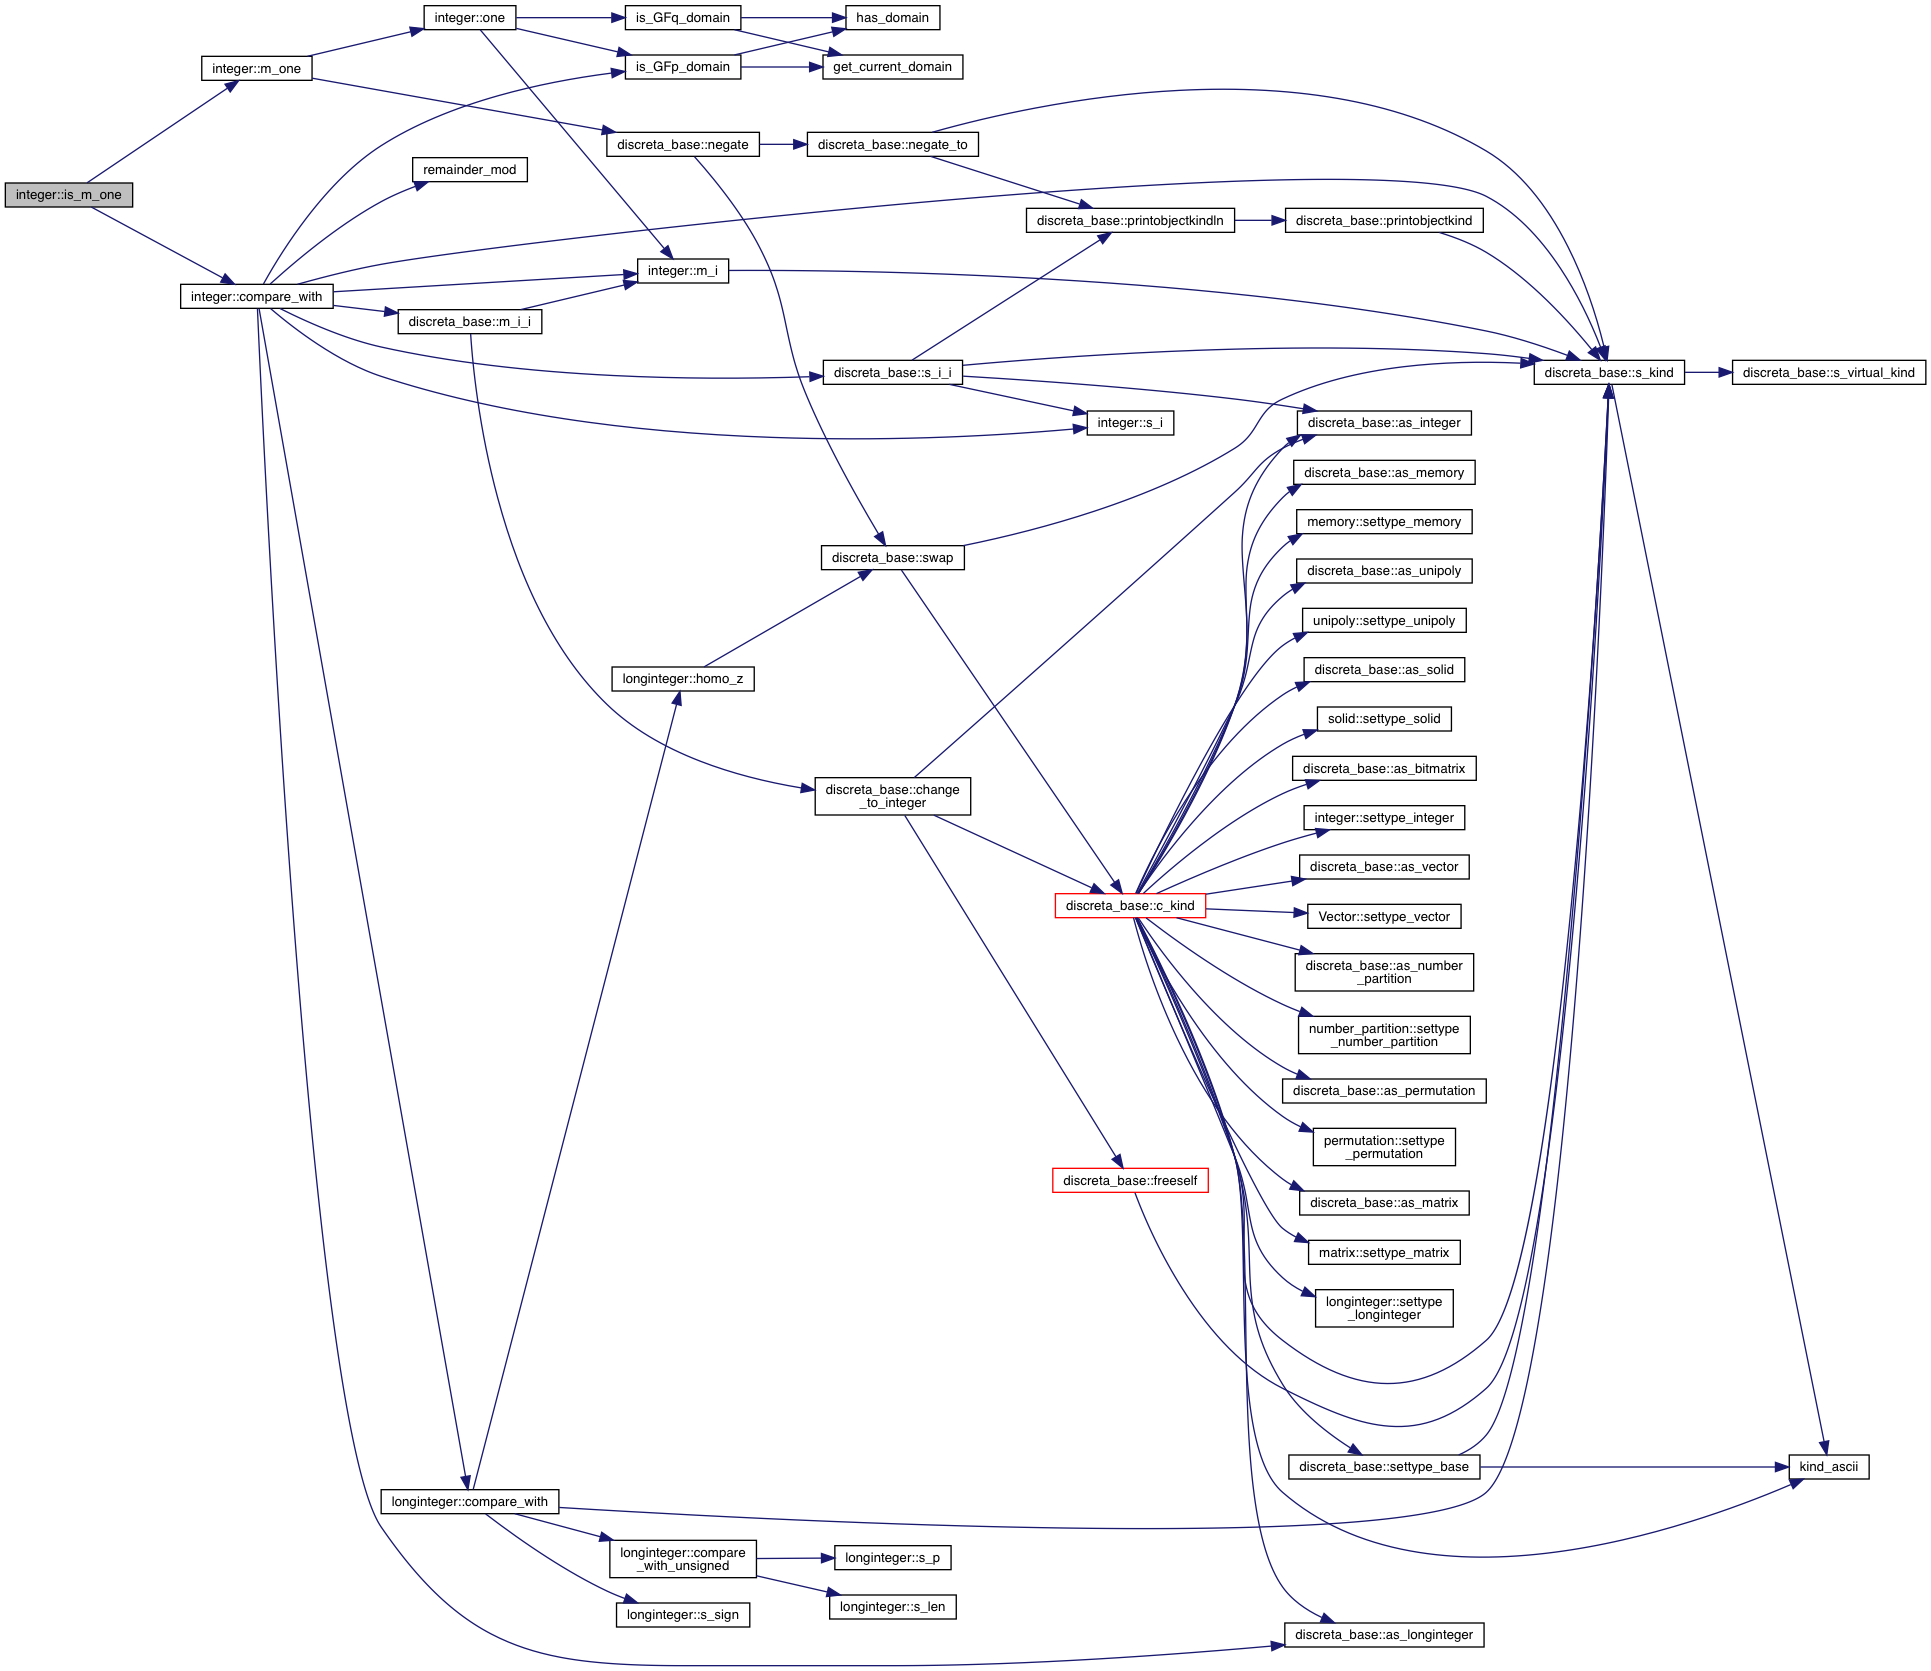 integer::one
is_GFq_domain
has_domain
integer::m_one
is_GFp_domain
get_current_domain
discreta_base::negate
discreta_base::negate_to
remainder_mod
integer::is_m_one
discreta_base::printobjectkindln
discreta_base::printobjectkind
integer::m_i
integer::compare_with
discreta_base::m_i_i
discreta_base::s_i_i
discreta_base::s_kind
discreta_base::s_virtual_kind
integer::s_i
discreta_base::as_integer
discreta_base::as_memory
memory::settype_memory
discreta_base::swap
discreta_base::as_unipoly
unipoly::settype_unipoly
longinteger::homo_z
discreta_base::as_solid
solid::settype_solid
discreta_base::as_bitmatrix
discreta_base::change
_to_integer
integer::settype_integer
discreta_base::as_vector
discreta_base::c_kind
Vector::settype_vector
discreta_base::as_number
_partition
number_partition::settype
_number_partition
discreta_base::as_permutation
permutation::settype
_permutation
discreta_base::freeself
discreta_base::as_matrix
matrix::settype_matrix
longinteger::settype
_longinteger
discreta_base::settype_base
kind_ascii
longinteger::compare_with
longinteger::compare
_with_unsigned
longinteger::s_p
longinteger::s_len
longinteger::s_sign
discreta_base::as_longinteger